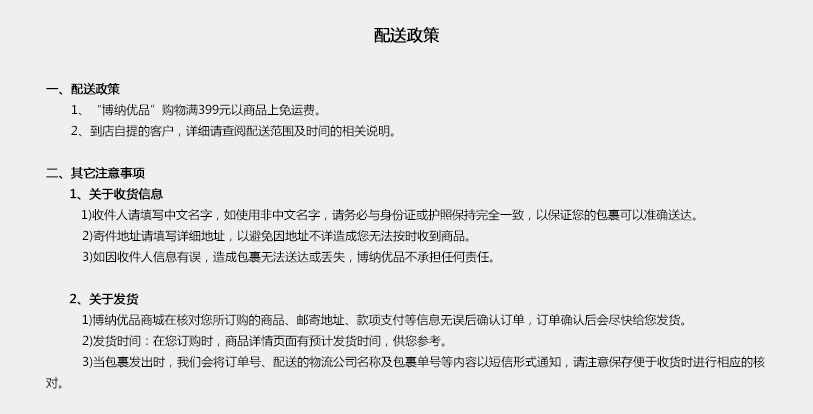 配送政策
一、配送政策
1、“博纳优品”购物满399元以商品上免运费。
2、到店自提的客户，详细请查阅配送范围及时间的相关说明。
二、其它注意事项
1、关于收货信息
1)收件人请填写中文名字，如使用非中文名字，请务必与身份证或护照保持完全一致，以保证您的包裹可以准确送达。
2)寄件地址请填写详细地址，以避免因地址不详造成您无法按时收到商品。
3)如因收件人信息有误，造成包裹无法送达或丢失，博纳优品不承担任何责任。
2、关于发货
1)博纳优品商城在核对您所订购的商品、邮寄地址、款项支付等信息无误后确认订单，订单确认后会尽快给您发货。
2)发货时间：在您订购时，商品详情页面有预计发货时间，供您参考。
3)当包裹发出时，我们会将订单号、配送的物流公司名称及包裹单号等内容以短信形式通知，请注意保存便于收货时进行相应的核
对。